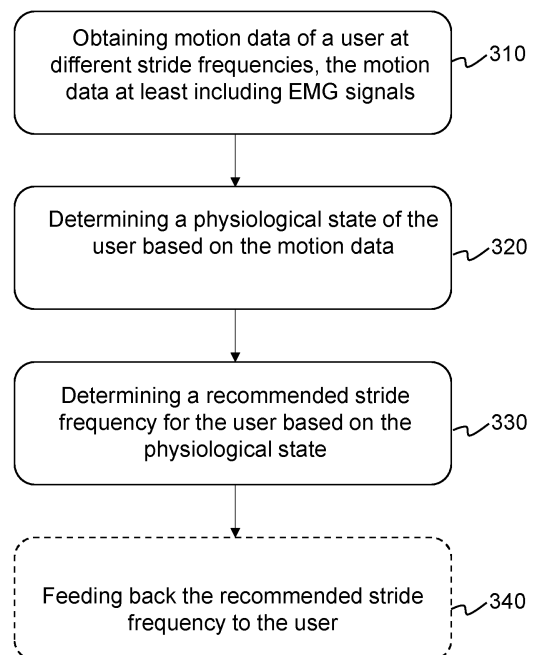 Obtaining motion data of a user at
different stride frequencies, the motion
data at least including EMG signals
310
Determining a physiological state of the
user based on the motion data
320
Determining a recommended stride
frequency for the user based on the
physiological state
330
Feeding back the recommended stride
frequency to the user
340